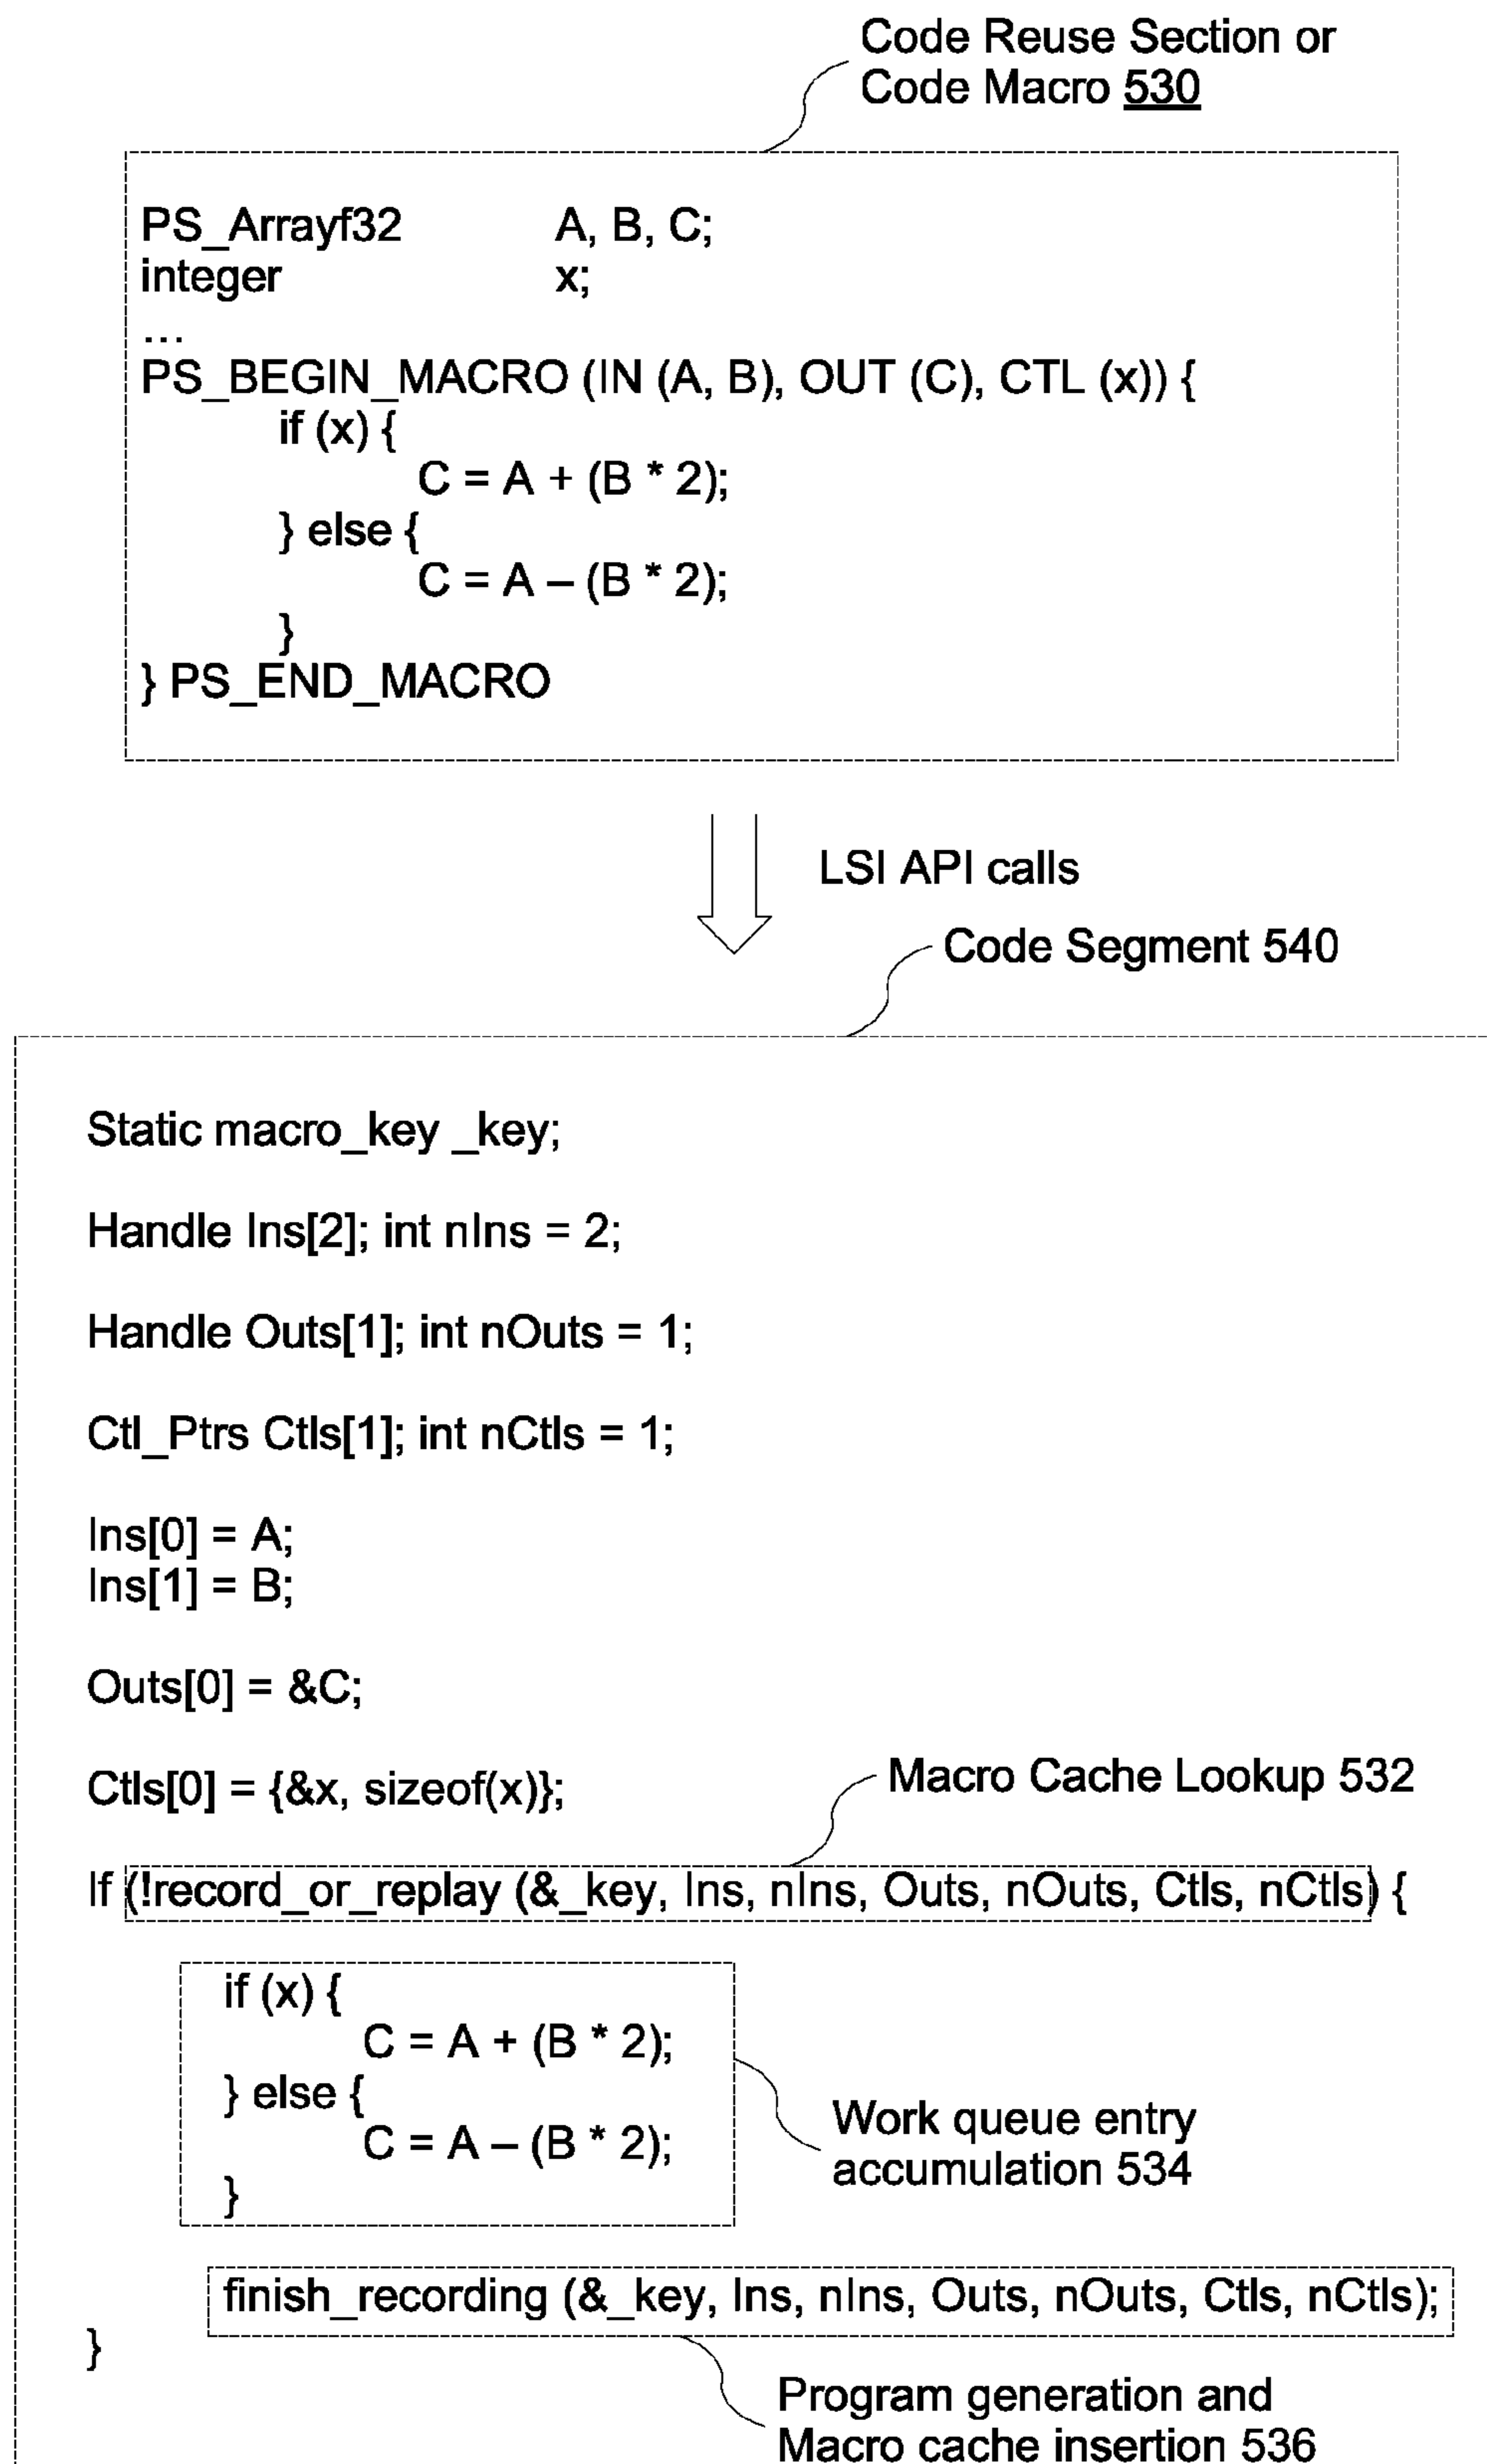 Code Reuse Section or
Code Macro 530
PS_Arrayf32 A, B, C;
integer x;
...
PS_BEGIN_MACRO (IN (A, B), OUT (C), CTL (x)) {
if (x) {
C = A + (B * 2);
} else {
C = A – (B * 2);
}
} PS_END_MACRO
LSI API calls
Code Segment 540
Static macro_key _key;
Handle Ins[2]; int nIns = 2;
Handle Outs[1]; int nOuts = 1;
Ctl_Ptrs Ctls[1]; int nCtls = 1;
Ins[0] = A;
Ins[1] = B;
Outs[0] = &C;
Ctls[0] = {&x, sizeof(x)};
Macro Cache Lookup 532
If (!record_or_replay (&_key, Ins, nIns, Outs, nOuts, Ctls, nCtls) {
if (x) {
C = A + (B * 2);
} else {
C = A – (B * 2);
}
Work queue entry
accumulation 534
finish_recording (&_key, Ins, nIns, Outs, nOuts, Ctls, nCtls);
}
Program generation and
Macro cache insertion 536